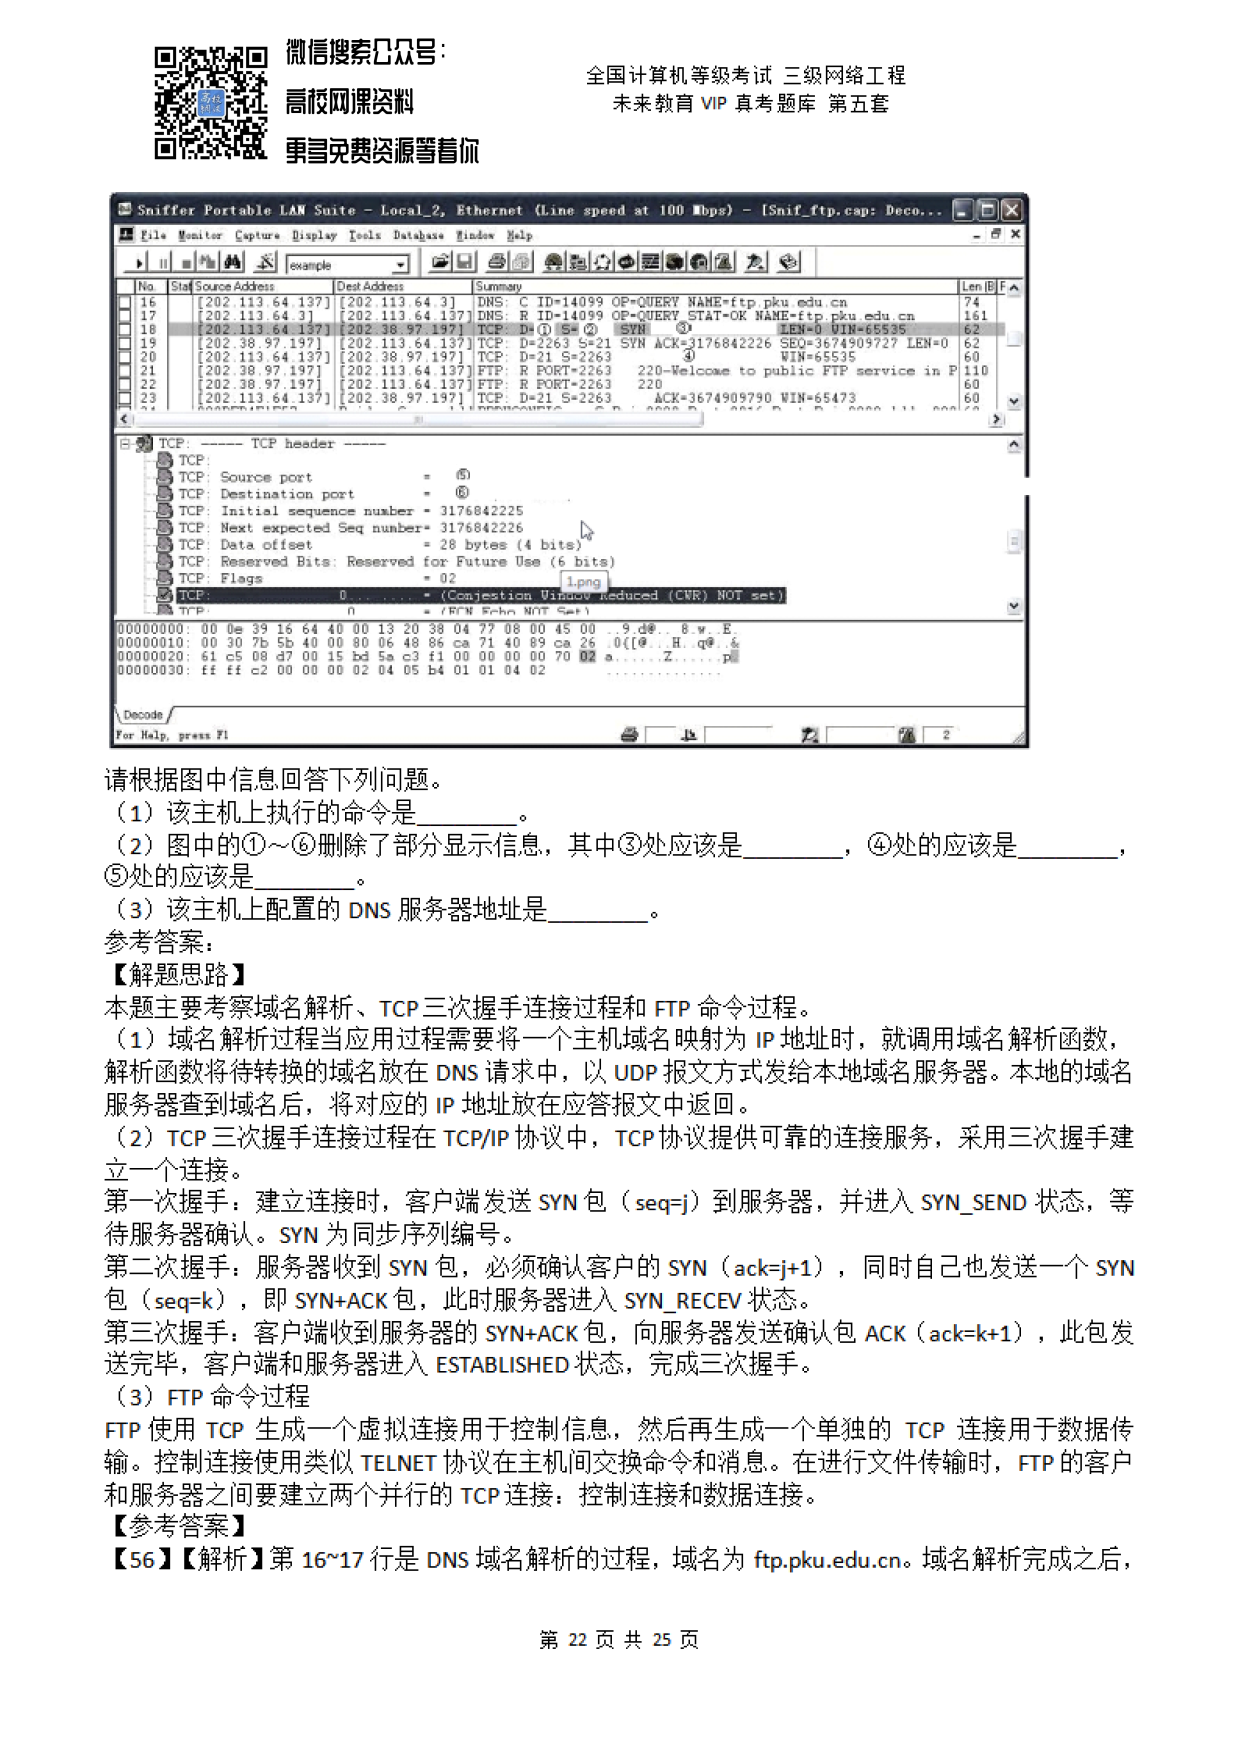 微信搜索公众号：
高校网课资料
更多免费资源等着你
全国计算机等级考试 三级网络工程
未来教育 VIP 真考题库 第五套
Sniffer Portable LAN Suite - Local_2, Ethernet (Line speed at 100 Mbps) - [Snif_ftp.cap: Deco...
File Monitor Capture Display Tools Database Window Help
example
No. Stat Source Address Dest Address Summary Len (B F
16 [202.113.64.137] [202.113.64.3] DNS: C ID=14099 OP=QUERY NAME=ftp.pku.edu.cn 74
17 [202.113.64.3] [202.113.64.137] DNS: R ID=14099 OP=QUERY STAT=OK NAME=ftp.pku.edu.cn 161
18 [202.113.64.137] [202.38.97.197] TCP: D=① S=② SYN ③ LEN=0 WIN=65535 62
19 [202.38.97.197] [202.113.64.137] TCP: D=2263 S=21 SYN ACK=3176842226 SEQ=3674909727 LEN=0 62
20 [202.113.64.137] [202.38.97.197] TCP: D=21 S=2263 ④ WIN=65535 60
21 [202.38.97.197] [202.113.64.137] FTP: R PORT=2263 220-Welcome to public FTP service in P 110
22 [202.38.97.197] [202.113.64.137] FTP: R PORT=2263 220 60
23 [202.113.64.137] [202.38.97.197] TCP: D=21 S=2263 ACK=3674909790 WIN=65473 60
TCP: ----- TCP header -----
TCP:
TCP: Source port = ⑤
TCP: Destination port = ⑥
TCP: Initial sequence number = 3176842225
TCP: Next expected Seq number= 3176842226
TCP: Data offset = 28 bytes (4 bits)
TCP: Reserved Bits: Reserved for Future Use (6 bits)
TCP: Flags = 02
1.png
TCP: 0... .... = (Conjestion Window Reduced (CWR) NOT set)
TCP: 0 = (ECN Echo NOT Set)
00000000: 00 0e 39 16 64 40 00 13 20 38 04 77 08 00 45 00 ..9.d@.. 8.w..E.
00000010: 00 30 7b 5b 40 00 80 06 48 86 ca 71 40 89 ca 26 .0{[@...H..q@..&
00000020: 61 c5 08 d7 00 15 bd 5a c3 f1 00 00 00 00 70 02 a......Z......p
00000030: ff ff c2 00 00 00 02 04 05 b4 01 01 04 02 ..............
Decode
For Help, press F1 2
请根据图中信息回答下列问题。
（1）该主机上执行的命令是________。
（2）图中的①～⑥删除了部分显示信息，其中③处应该是________，④处的应该是________，
⑤处的应该是________。
（3）该主机上配置的 DNS 服务器地址是________。
参考答案：
【解题思路】
本题主要考察域名解析、TCP 三次握手连接过程和 FTP 命令过程。
（1）域名解析过程当应用过程需要将一个主机域名映射为 IP 地址时，就调用域名解析函数，
解析函数将待转换的域名放在 DNS 请求中，以 UDP 报文方式发给本地域名服务器。本地的域名
服务器查到域名后，将对应的 IP 地址放在应答报文中返回。
（2）TCP 三次握手连接过程在 TCP/IP 协议中，TCP 协议提供可靠的连接服务，采用三次握手建
立一个连接。
第一次握手：建立连接时，客户端发送 SYN 包（seq=j）到服务器，并进入 SYN_SEND 状态，等
待服务器确认。SYN 为同步序列编号。
第二次握手：服务器收到 SYN 包，必须确认客户的 SYN（ack=j+1），同时自己也发送一个 SYN
包（seq=k），即 SYN+ACK 包，此时服务器进入 SYN_RECEV 状态。
第三次握手：客户端收到服务器的 SYN+ACK 包，向服务器发送确认包 ACK（ack=k+1），此包发
送完毕，客户端和服务器进入 ESTABLISHED 状态，完成三次握手。
（3）FTP 命令过程
FTP 使用 TCP 生成一个虚拟连接用于控制信息，然后再生成一个单独的 TCP 连接用于数据传
输。控制连接使用类似 TELNET 协议在主机间交换命令和消息。在进行文件传输时，FTP 的客户
和服务器之间要建立两个并行的 TCP 连接：控制连接和数据连接。
【参考答案】
【56】【解析】第 16~17 行是 DNS 域名解析的过程，域名为 ftp.pku.edu.cn。域名解析完成之后，
第 22 页 共 25 页